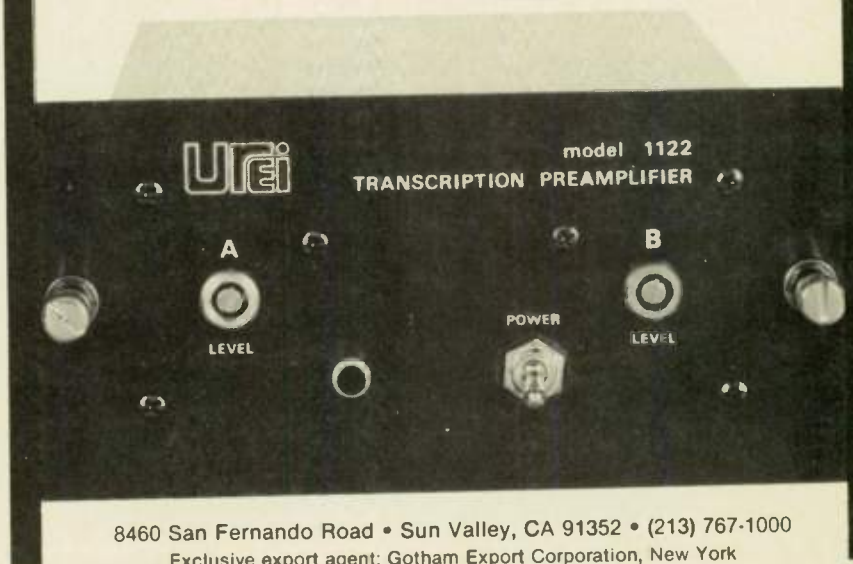 UREI
model 1122
TRANSCRIPTION PREAMPLIFIER
A
B
LEVEL
POWER
LEVEL
8460 San Fernando Road • Sun Valley, CA 91352 • (213) 767-1000
Exclusive export agent: Gotham Export Corporation, New York